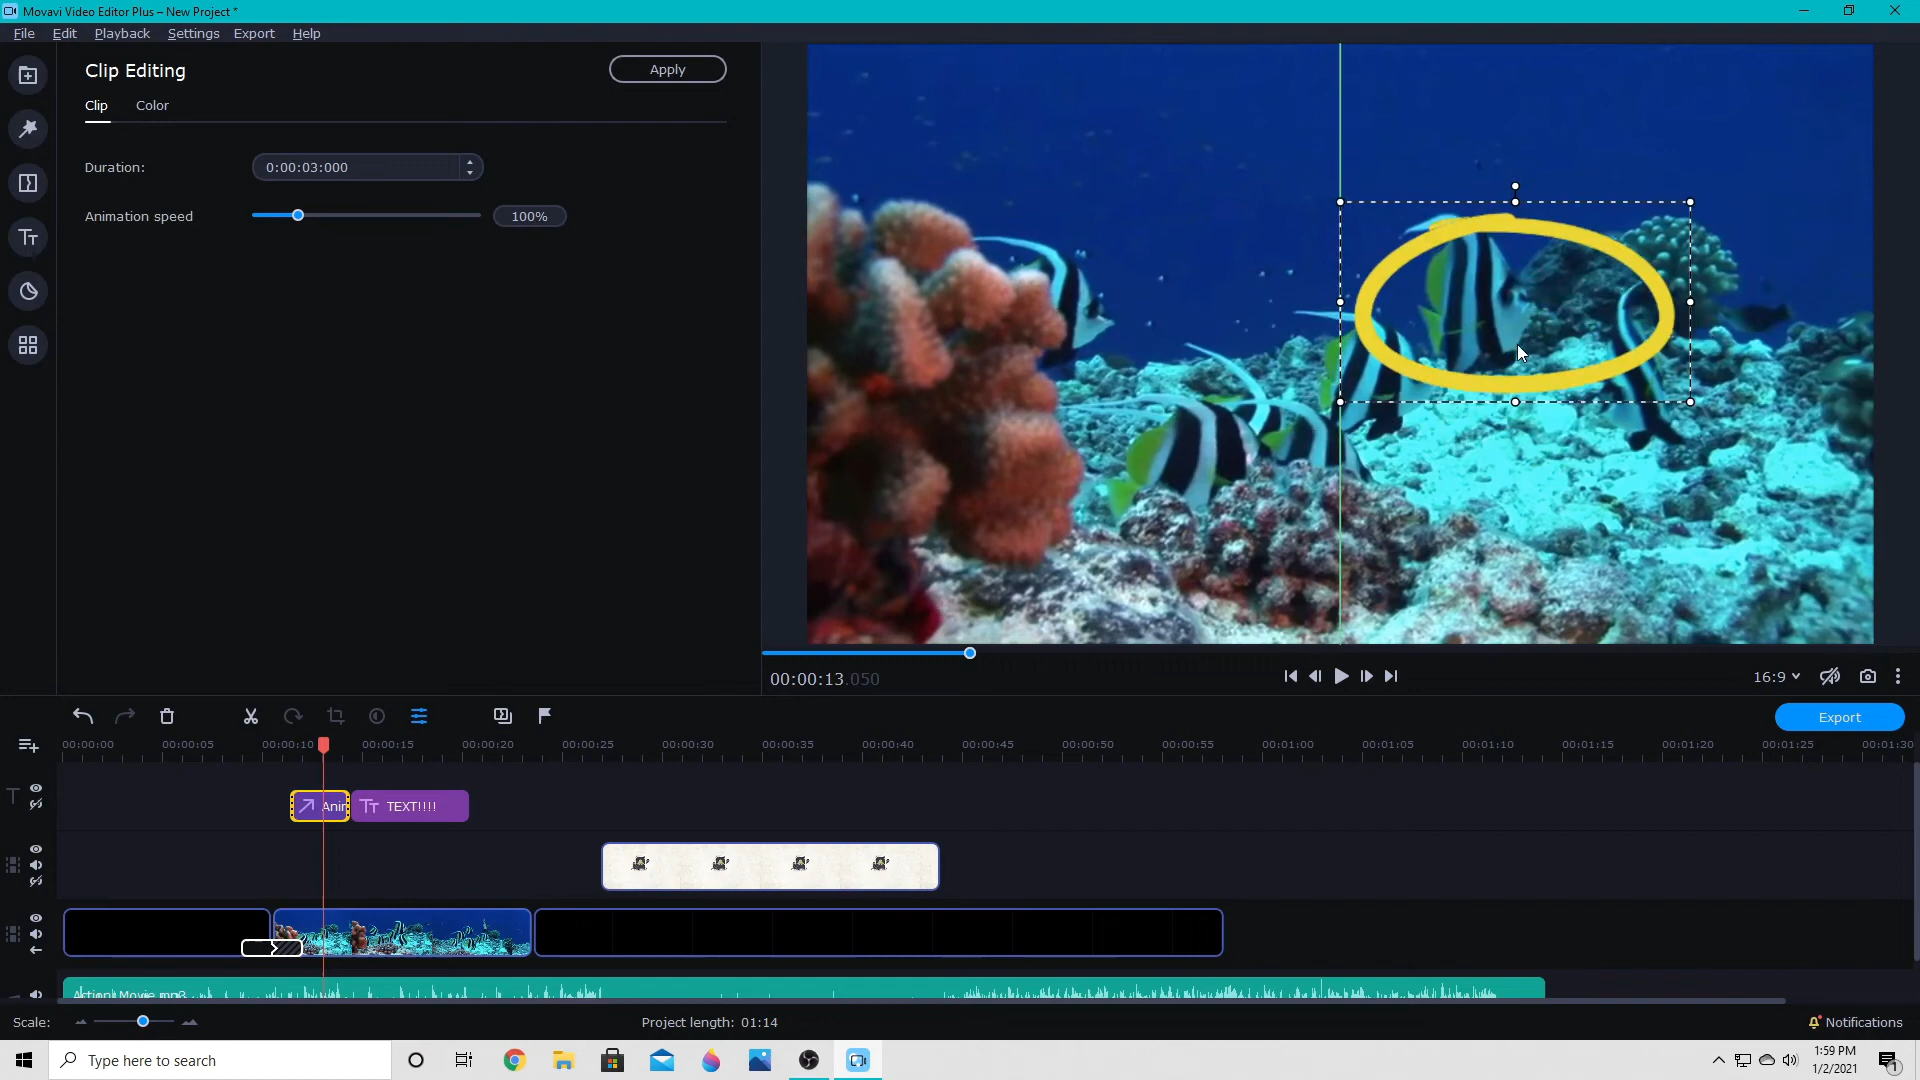 Movavi Video Editor Plus – New Project *
File Edit Playback Settings Export Help
Clip Editing
Apply
Clip Color
Duration: 0:00:03:000
Animation speed 100%
00:00:13.050
16:9
Export
00:00:00 00:00:05 00:00:10 00:00:15 00:00:20 00:00:25 00:00:30 00:00:35 00:00:40 00:00:45 00:00:50 00:00:55 00:01:00 00:01:05 00:01:10 00:01:15 00:01:20 00:01:25 00:01:30
Anir TEXT!!!!
Action Movie.mp3
Scale: Project length: 01:14 Notifications
Type here to search
1:59 PM
1/2/2021
1